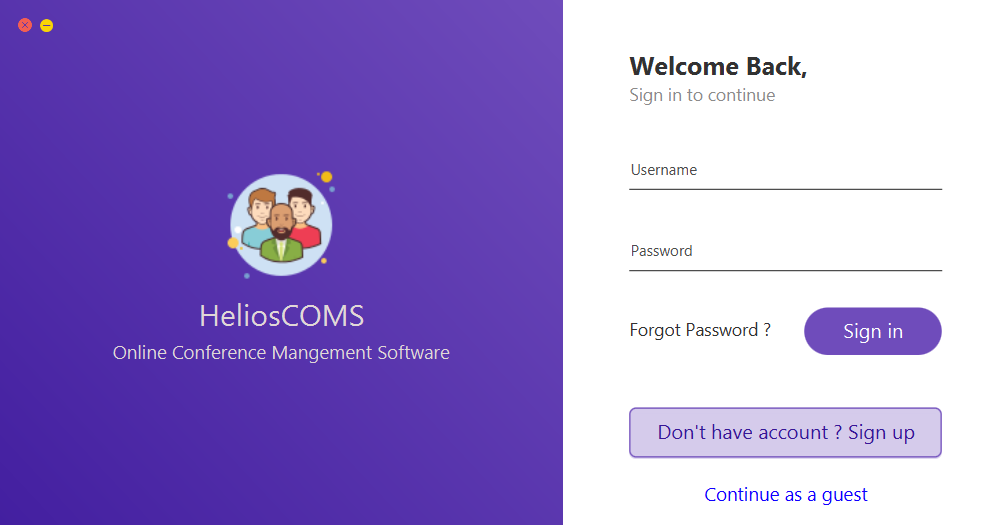 HeliosCOMS
Online Conference Mangement Software
Welcome Back,
Sign in to continue
Username
Password
Forgot Password ?
Sign in
Don't have account ? Sign up
Continue as a guest